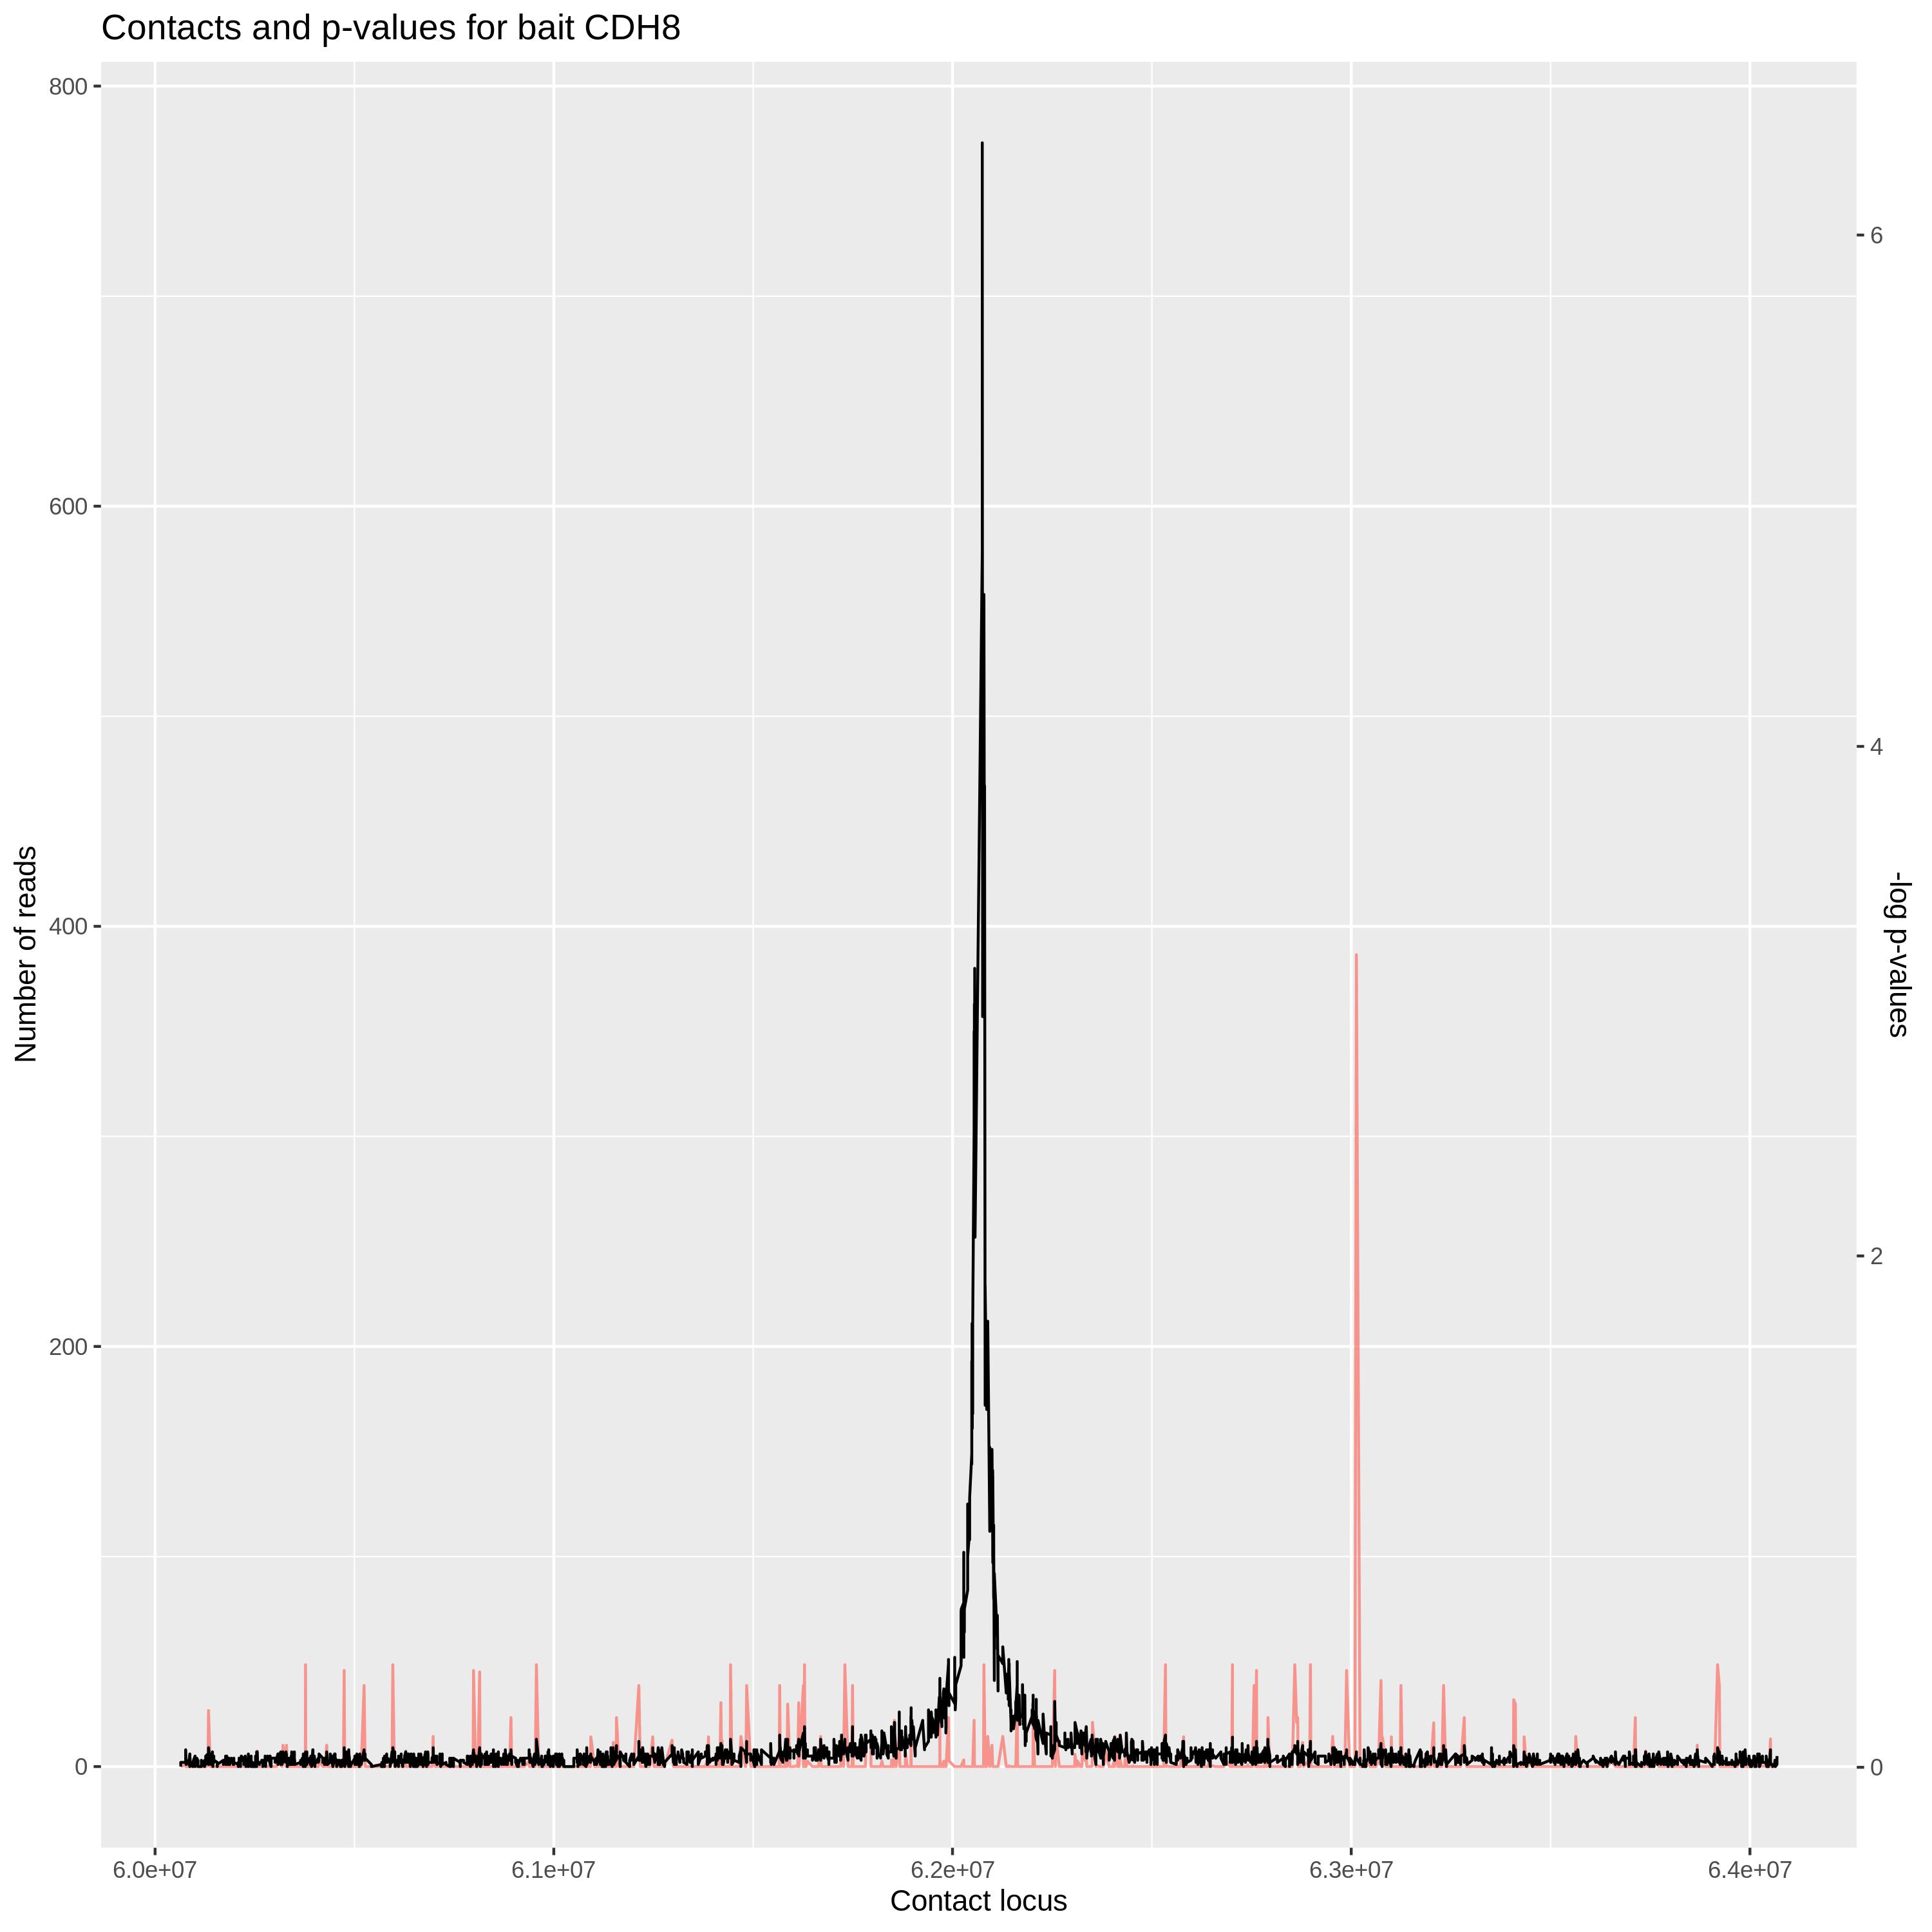 Contacts and p-values for bait CDH8
800
600
400
200
0
Number of reads
6
4
2
0
-log p-values
6.0e+07 6.1e+07 6.2e+07 6.3e+07 6.4e+07
Contact locus